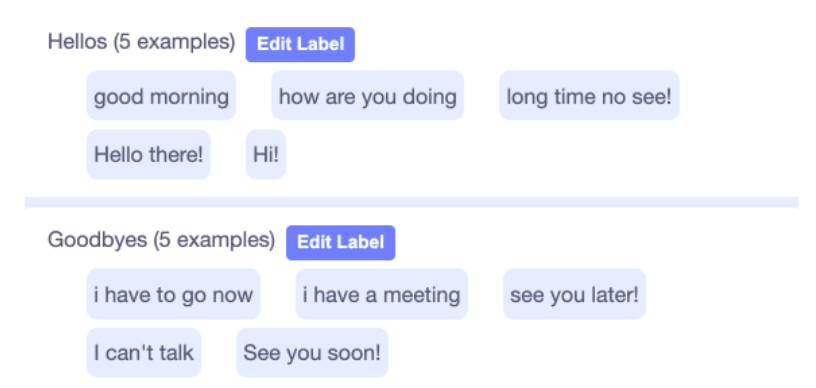 Hellos (5 examples) Edit Label
good morning how are you doing long time no see!
Hello there! Hi!
Goodbyes (5 examples) Edit Label
i have to go now i have a meeting see you later!
I can't talk See you soon!